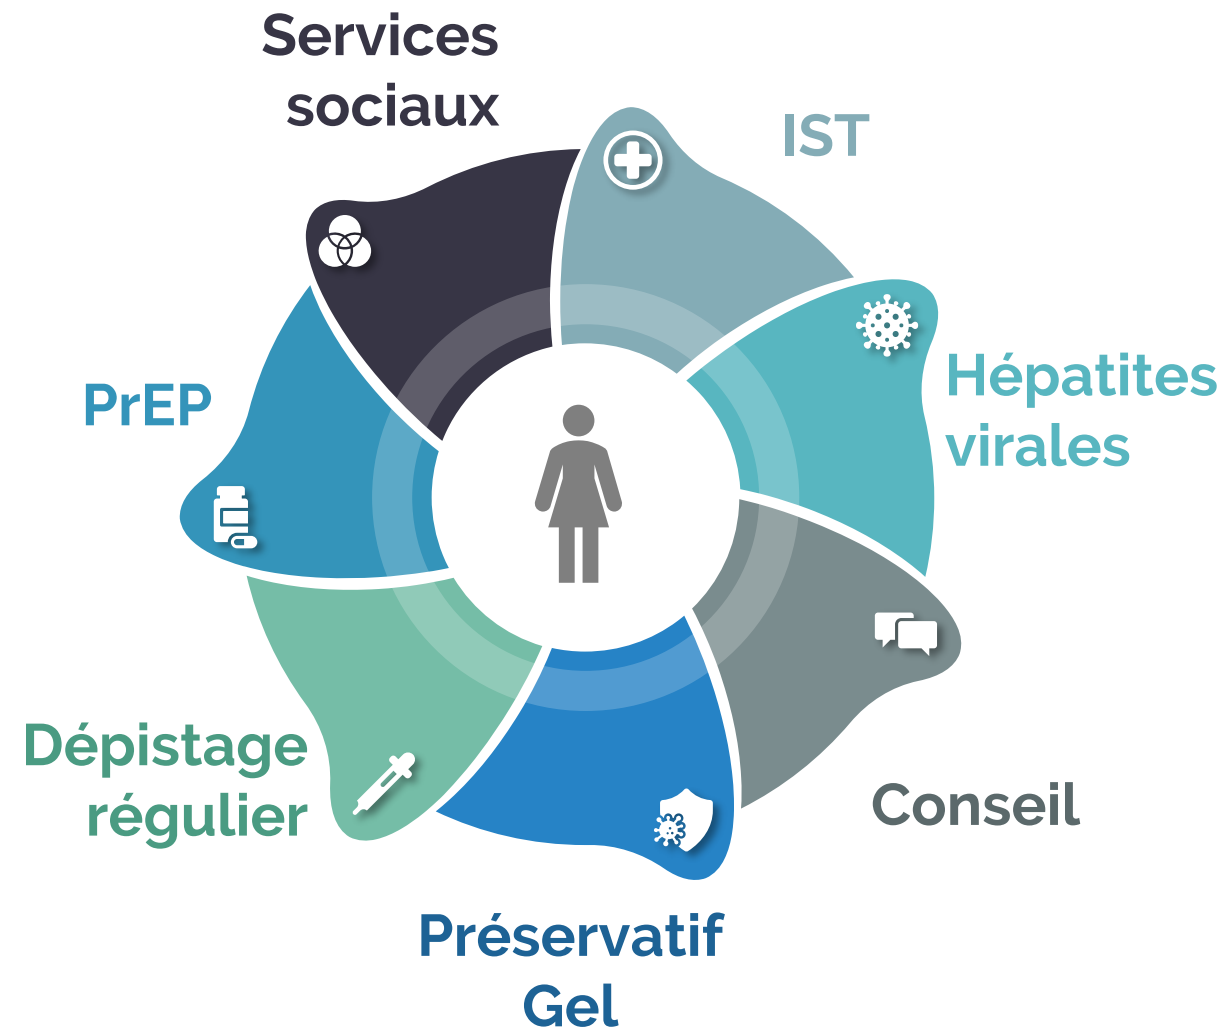 Services
sociaux
IST
Hépatites
virales
PrEP
Dépistage
régulier
Conseil
Préservatif
Gel